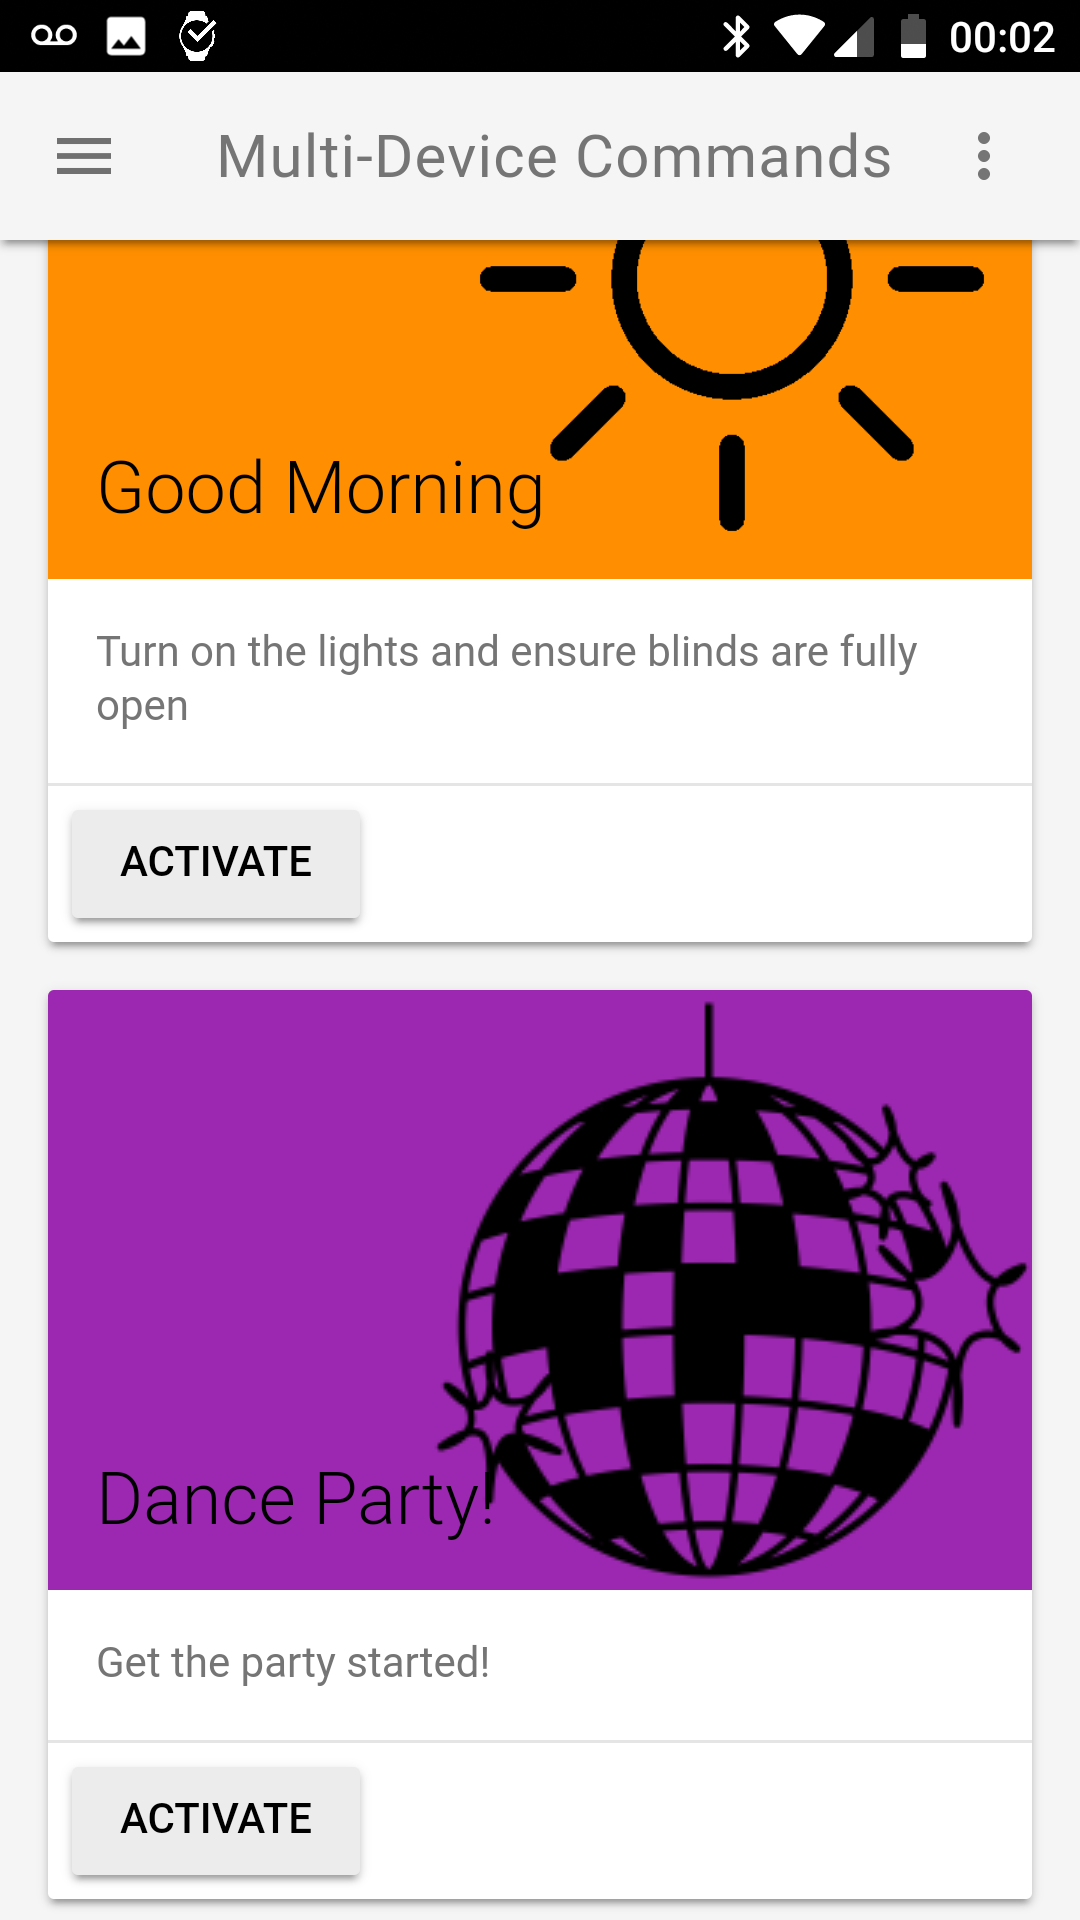 00:02
Multi-Device Commands
Good Morning
Turn on the lights and ensure blinds are fully
open
ACTIVATE
Dance Party!
Get the party started!
ACTIVATE